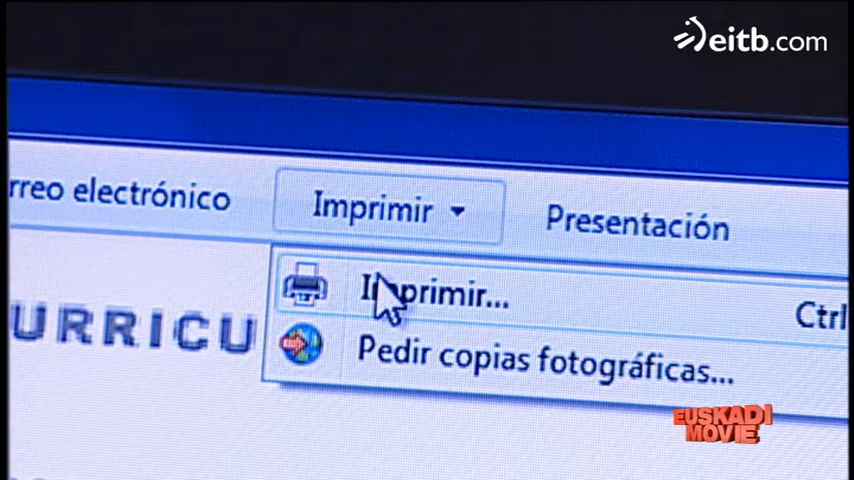 eitb.com
rreo electrónico
Imprimir
Presentación
Imprimir...
Ctrl
URRICU
Pedir copias fotográficas...
EUSKADI
MOVIE